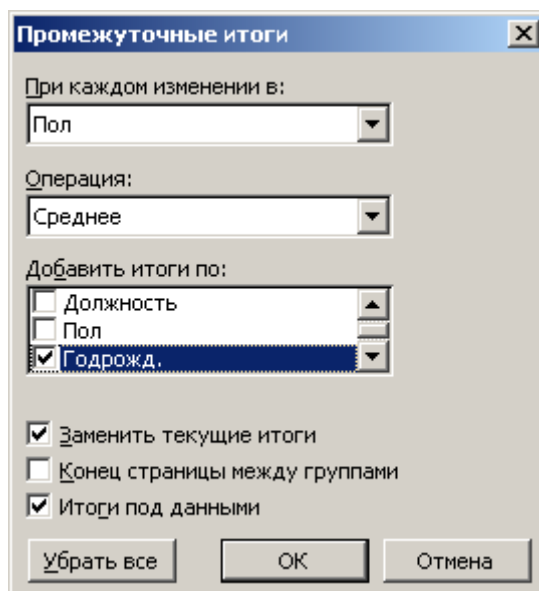 Промежуточные итоги
При каждом изменении в:
Пол
Операция:
Среднее
Добавить итоги по:
Должность
Пол
Годрожд.
Заменить текущие итоги
Конец страницы между группами
Итоги под данными
Убрать все ОК Отмена